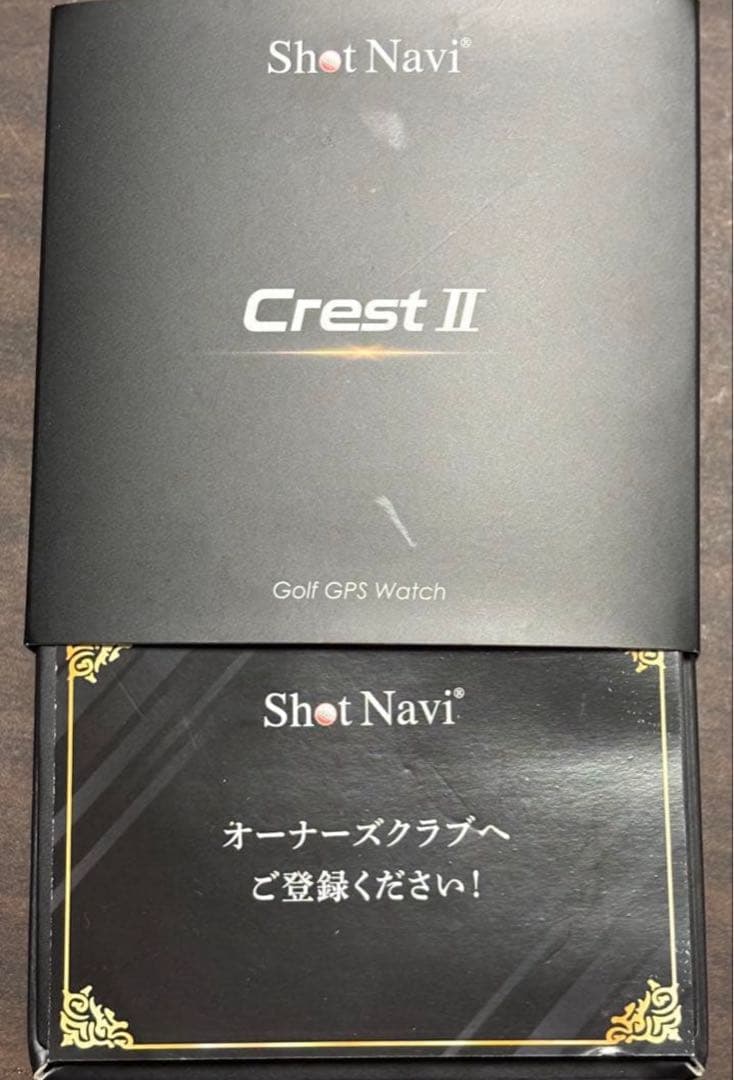 Shot Navi®
Crest II
Golf GPS Watch
Shot Navi®
オーナーズクラブへ
ご登録ください!